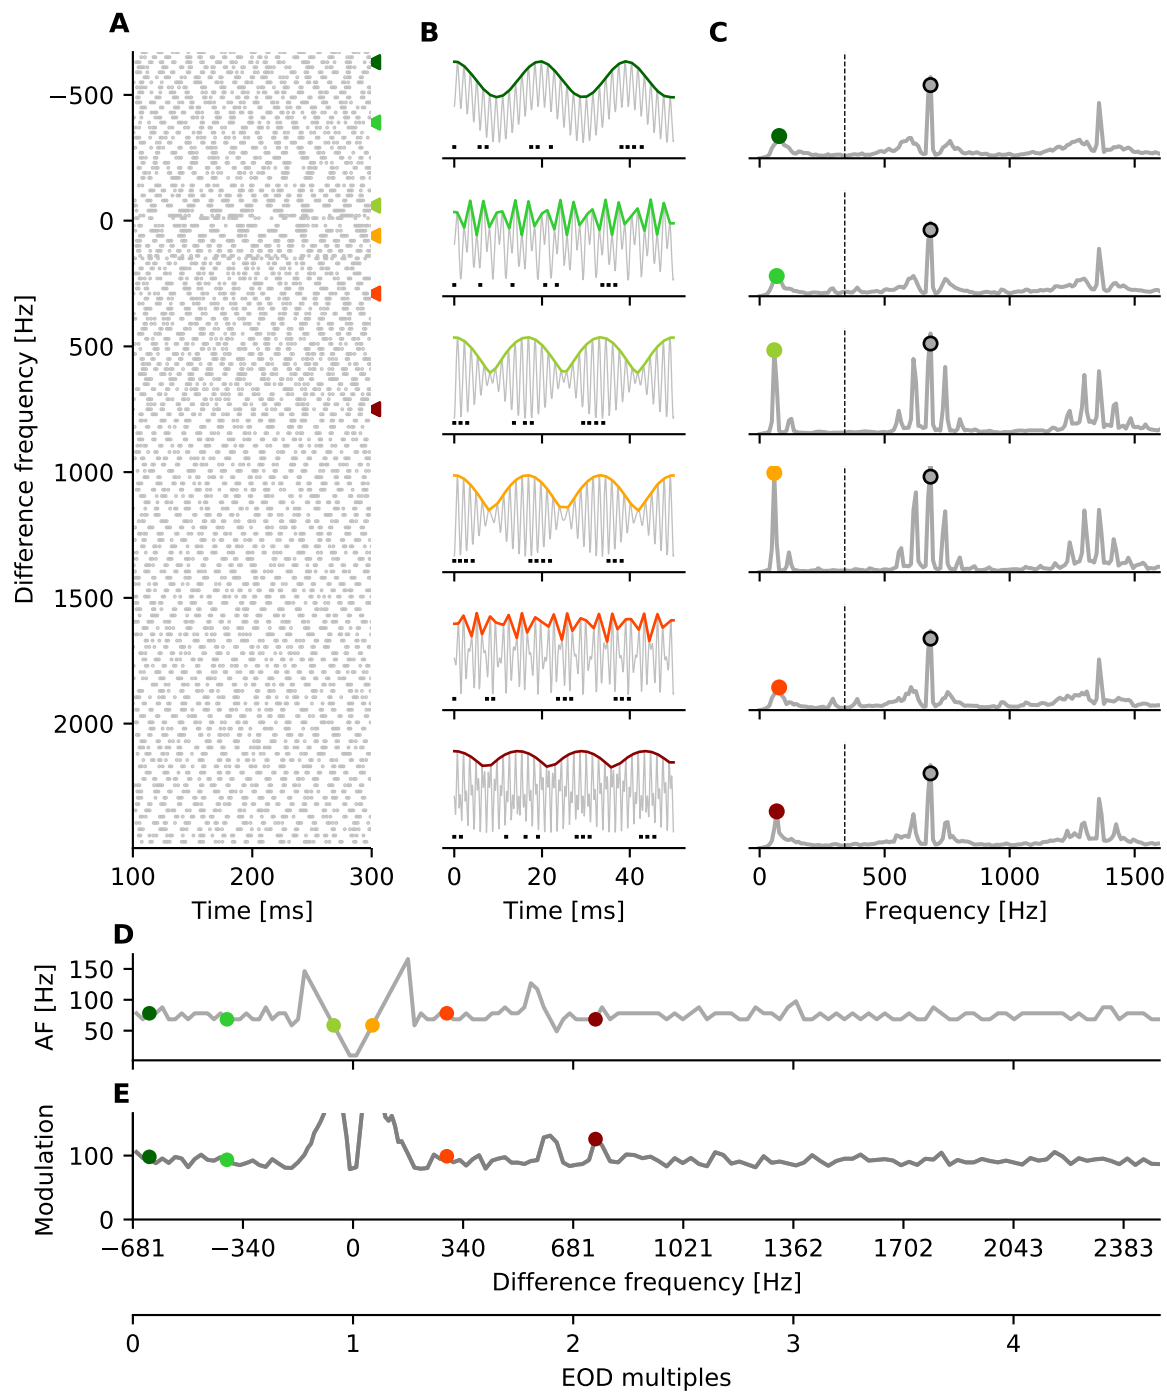 A
B
C
−500
0
500
1000
1500
2000
Difference frequency [Hz]
100
200
300
0
20
40
0
500
1000
1500
Time [ms]
Time [ms]
Frequency [Hz]
D
150
100
50
AF [Hz]
E
100
0
Modulation
−681
−340
0
340
681
1021
1362
1702
2043
2383
Difference frequency [Hz]
0
1
2
3
4
EOD multiples